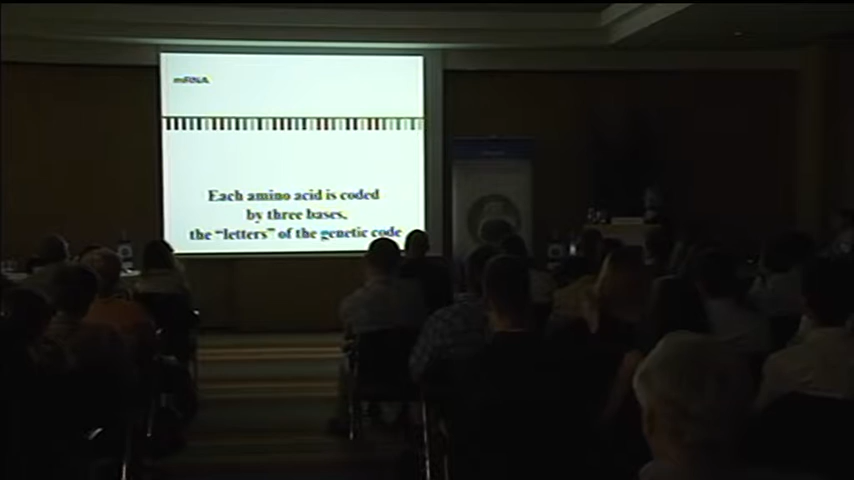 mRNA
Each amino acid is coded
by three bases,
the “letters” of the genetic code